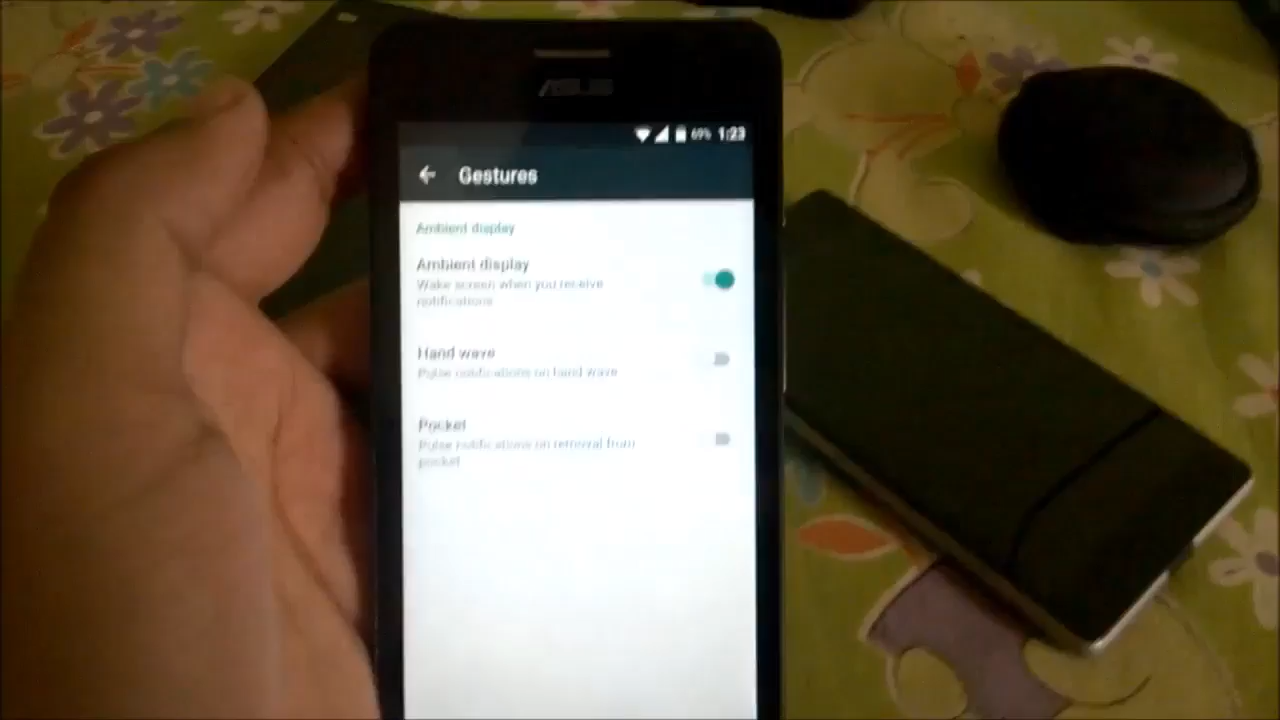 ASUS
69% 1:23
Gestures
Ambient display
Ambient display
Wake screen when you receive
notifications
Hand wave
Pulse notifications on hand wave
Pocket
Pulse notifications on removal from
pocket